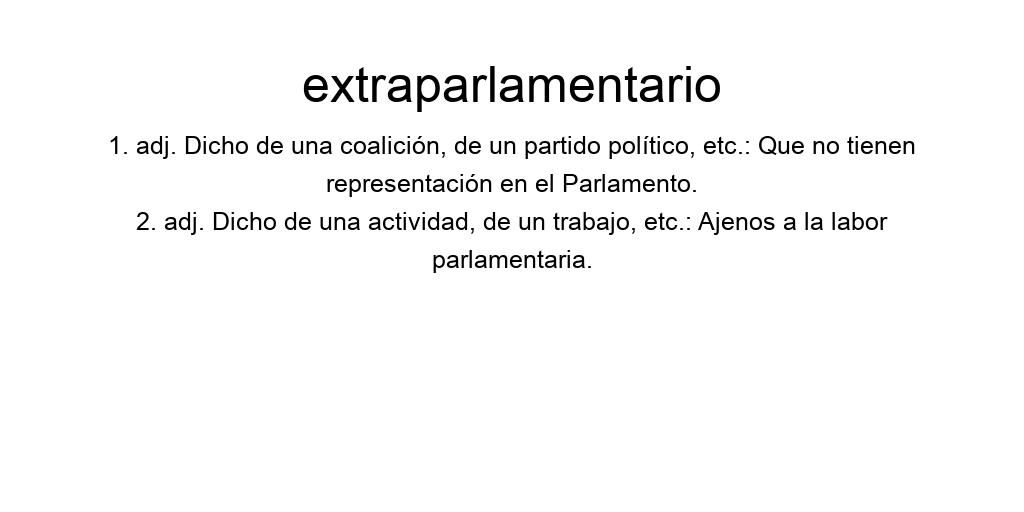 extraparlamentario
1. adj. Dicho de una coalición, de un partido político, etc.: Que no tienen
representación en el Parlamento.
2. adj. Dicho de una actividad, de un trabajo, etc.: Ajenos a la labor
parlamentaria.